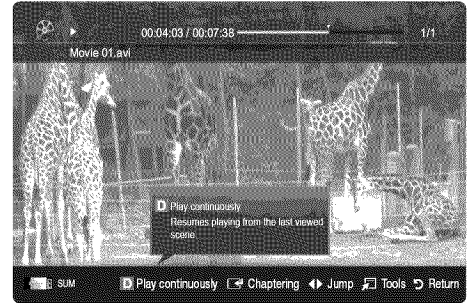 00:04:03 / 00:07:38 1/1
Movie 01.avi
D Play continuously
Resumes playing from the last viewed
scene
SUM D Play continuously Chaptering Jump Tools Return